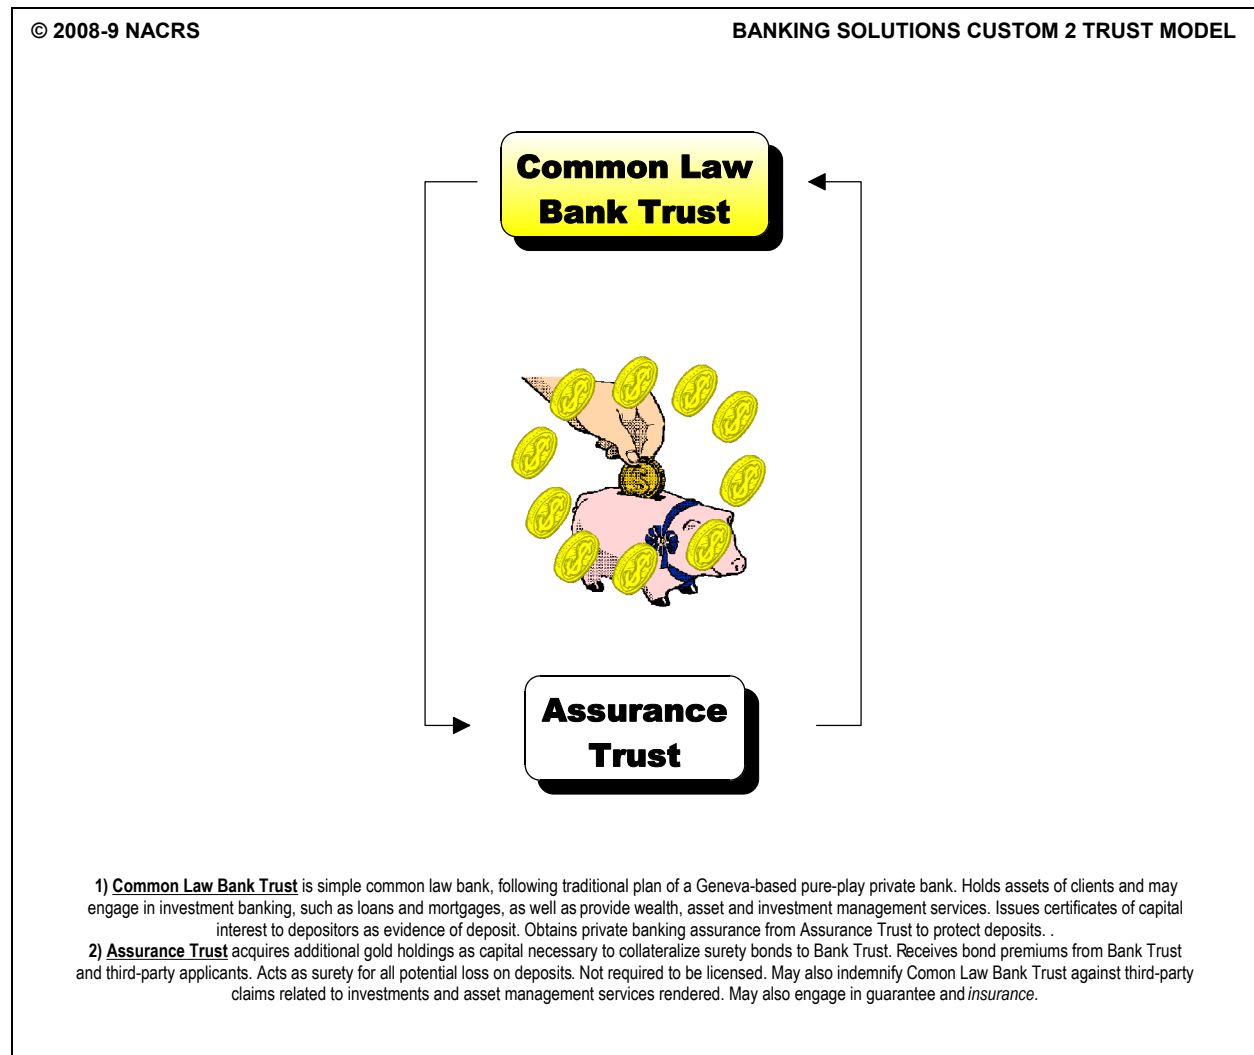 © 2008-9 NACRS
BANKING SOLUTIONS CUSTOM 2 TRUST MODEL
Common Law
Bank Trust
Assurance
Trust
1) Common Law Bank Trust is simple common law bank, following traditional plan of a Geneva-based pure-play private bank. Holds assets of clients and may
engage in investment banking, such as loans and mortgages, as well as provide wealth, asset and investment management services. Issues certificates of capital
interest to depositors as evidence of deposit. Obtains private banking assurance from Assurance Trust to protect deposits. .
2) Assurance Trust acquires additional gold holdings as capital necessary to collateralize surety bonds to Bank Trust. Receives bond premiums from Bank Trust
and third-party applicants. Acts as surety for all potential loss on deposits. Not required to be licensed. May also indemnify Comon Law Bank Trust against third-party
claims related to investments and asset management services rendered. May also engage in guarantee and insurance.